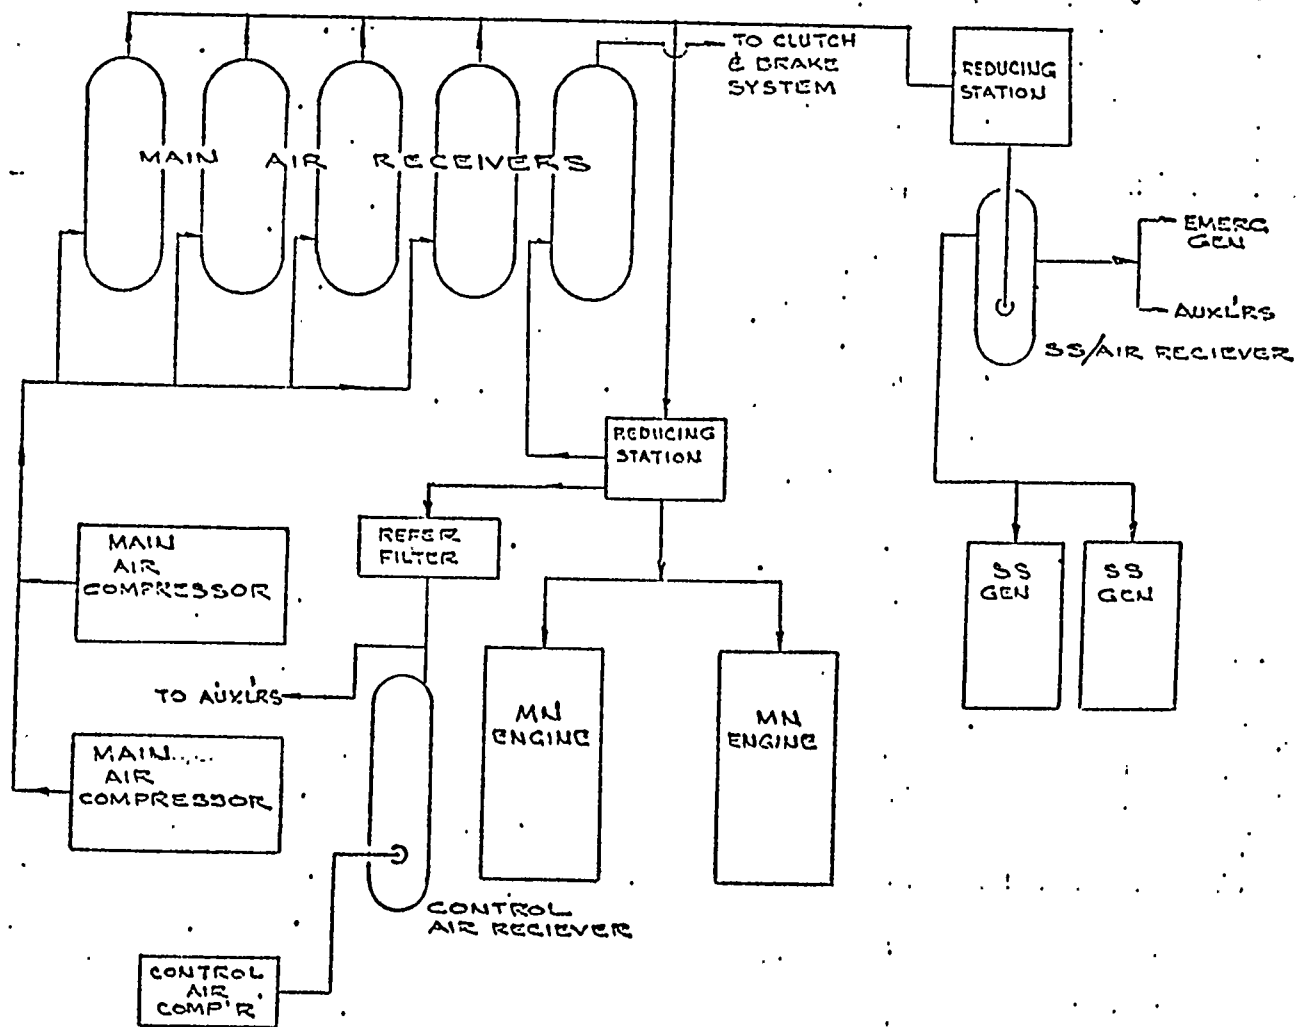 TO CLUTCH
& BRAKE
SYSTEM
REDUCING
STATION
MAIN AIR RECEIVERS
EMERG
GEN
AUXL'RS
SS/AIR RECIEVER
REDUCING
STATION
REFER
FILTER
MAIN
AIR
COMPRESSOR
SS
GEN
SS
GEN
TO AUXL'RS
MN
ENGINE
MN
ENGINE
MAIN.....
AIR
COMPRESSOR
CONTROL
AIR RECIEVER
CONTROL
AIR
COMP'R'